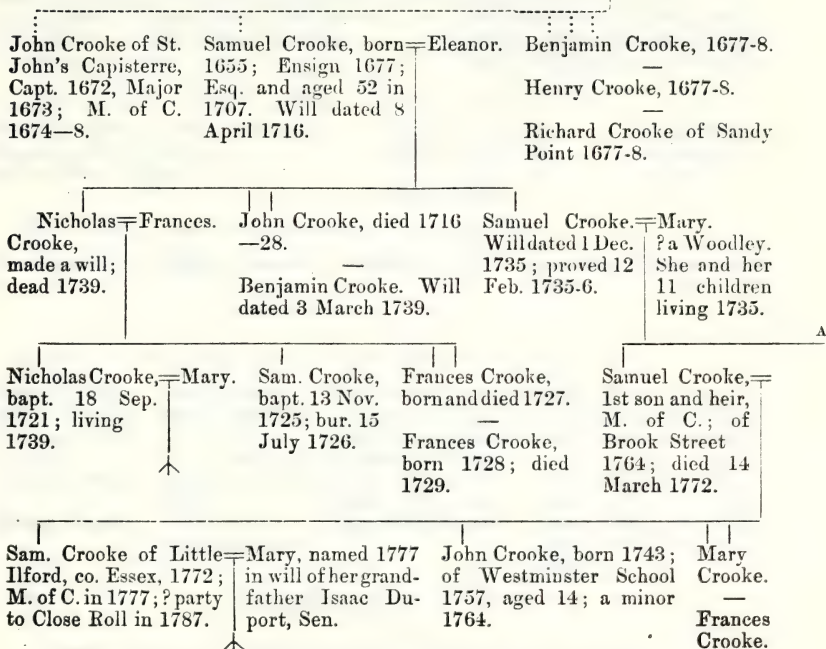 John Crooke of St.
John's Capisterre,
Capt. 1672, Major
1673; M. of C.
1674—8.
Samuel Crooke, born
1655; Ensign 1677;
Esq. and aged 52 in
1707. Will dated 8
April 1716.
Eleanor.
Benjamin Crooke, 1677-8.
—
Henry Crooke, 1677-8.
—
Richard Crooke of Sandy
Point 1677-8.
Nicholas
Crooke,
made a will;
dead 1739.
Frances.
John Crooke, died 1716
—28.
—
Benjamin Crooke. Will
dated 3 March 1739.
Samuel Crooke.
Will dated 1 Dec.
1735; proved 12
Feb. 1735-6.
Mary.
? a Woodley.
She and her
11 children
living 1735.
A
Nicholas Crooke,
bapt. 18 Sep.
1721; living
1739.
Mary.
Sam. Crooke,
bapt. 13 Nov.
1725; bur. 15
July 1726.
Frances Crooke,
born and died 1727.
—
Frances Crooke,
born 1728; died
1729.
Samuel Crooke,
1st son and heir,
M. of C.; of
Brook Street
1764; died 14
March 1772.
Sam. Crooke of Little
Ilford, co. Essex, 1772;
M. of C. in 1777; ? party
to Close Roll in 1787.
Mary, named 1777
in will of her grand-
father Isaac Du-
port, Sen.
John Crooke, born 1743;
of Westminster School
1757, aged 14; a minor
1764.
Mary
Crooke.
—
Frances
Crooke.